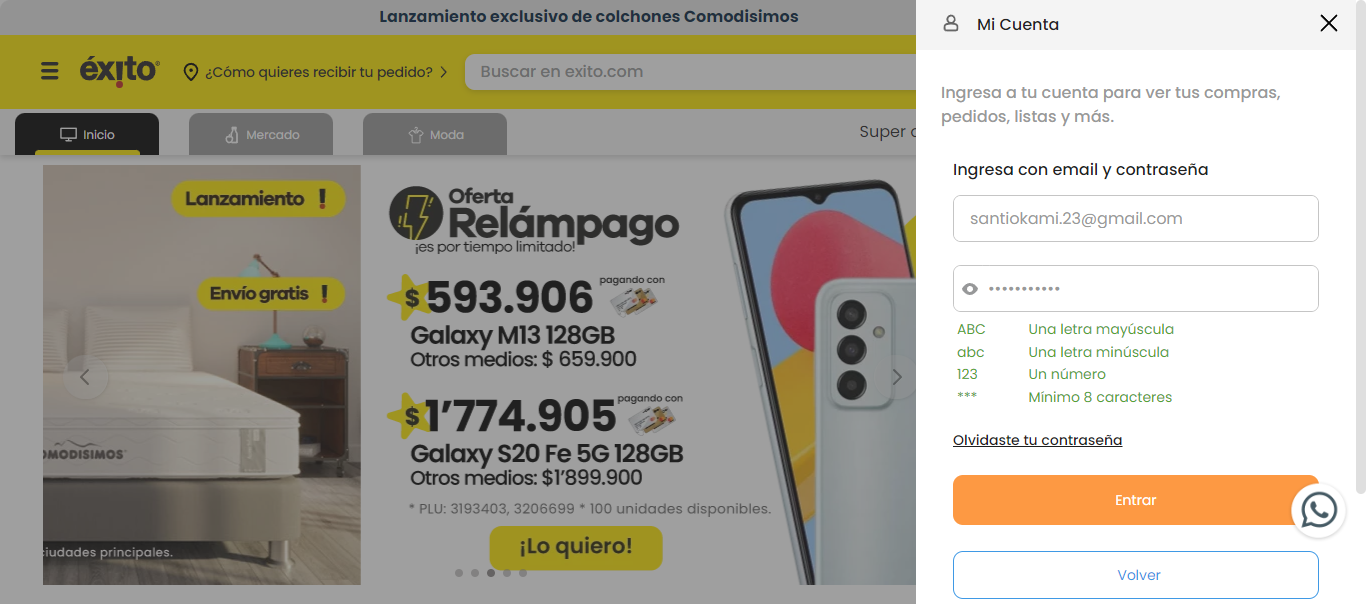 Lanzamiento exclusivo de colchones Comodisimos
éxito
¿Cómo quieres recibir tu pedido?
Buscar en exito.com
Inicio
Mercado
Moda
Super
Lanzamiento !
Envío gratis !
OMODISIMOS
ciudades principales.
Oferta
Relámpago
¡es por tiempo limitado!
$ 593.906
pagando con
Galaxy M13 128GB
Otros medios: $ 659.900
$ 1’774.905
pagando con
Galaxy S20 Fe 5G 128GB
Otros medios: $1’899.900
* PLU: 3193403, 3206699 * 100 unidades disponibles.
¡Lo quiero!
Mi Cuenta
Ingresa a tu cuenta para ver tus compras,
pedidos, listas y más.
Ingresa con email y contraseña
santiokami.23@gmail.com
•••••••••••
ABC Una letra mayúscula
abc Una letra minúscula
123 Un número
*** Mínimo 8 caracteres
Olvidaste tu contraseña
Entrar
Volver